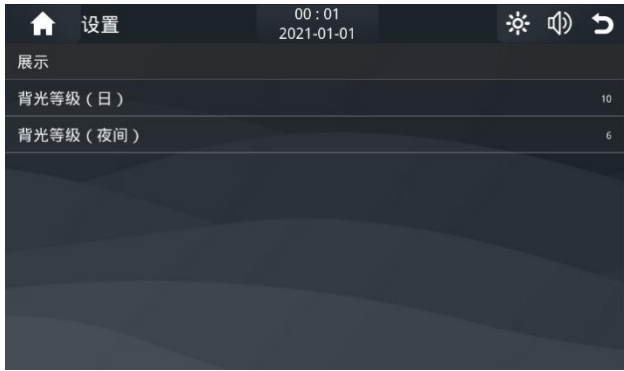 设置
00 : 01
2021-01-01
展示
背光等级 ( 日 ) 10
背光等级 ( 夜间 ) 6